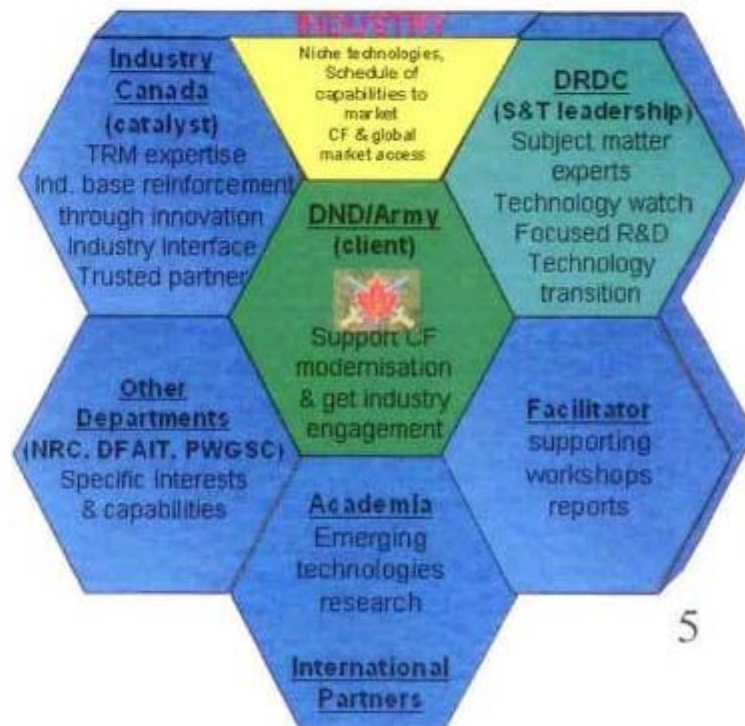 INDUSTRY
Niche technologies,
Schedule of
capabilities to
market
CF & global
market access
Industry
Canada
(catalyst)
TRM expertise
Ind. base reinforcement
through innovation
Industry Interface
Trusted partner
DRDC
(S&T leadership)
Subject matter
experts
Technology watch
Focused R&D
Technology
transition
DND/Army
(client)
Support CF
modernisation
& get industry
engagement
Other
Departments
(NRC, DFAIT, PWGSC)
Specific interests
& capabilities
Facilitator
supporting
workshops
reports
Academia
Emerging
technologies
research
International
Partners
5